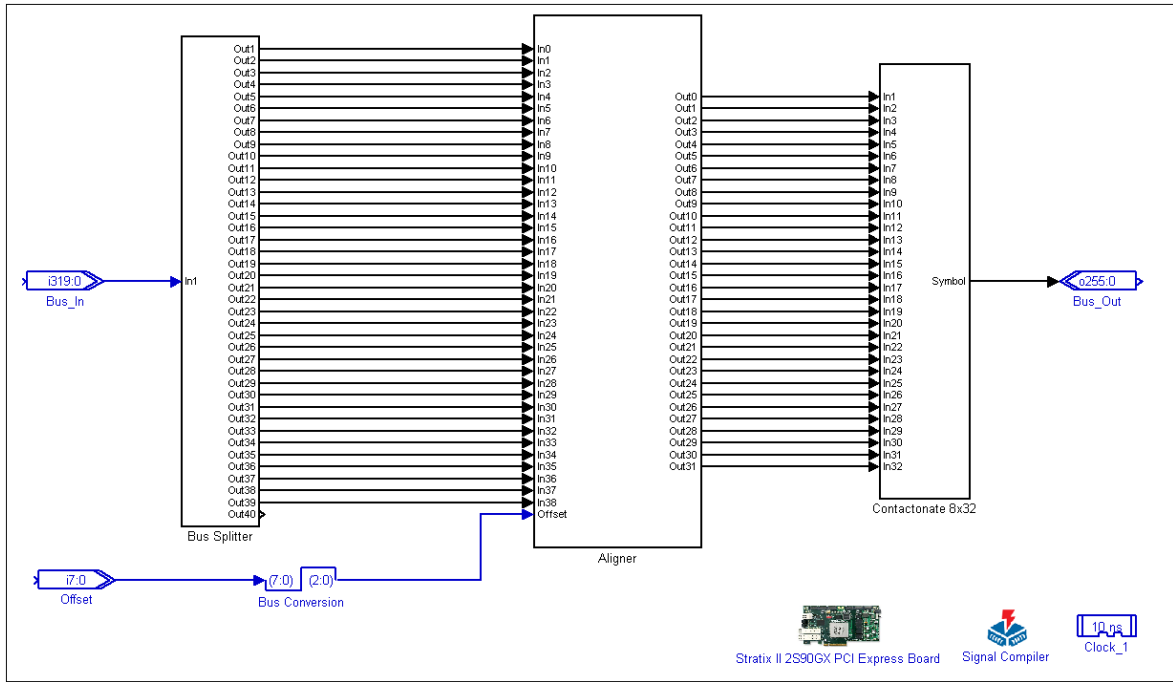 i319:0
Bus_In
In1
Out1
Out2
Out3
Out4
Out5
Out6
Out7
Out8
Out9
Out10
Out11
Out12
Out13
Out14
Out15
Out16
Out17
Out18
Out19
Out20
Out21
Out22
Out23
Out24
Out25
Out26
Out27
Out28
Out29
Out30
Out31
Out32
Out33
Out34
Out35
Out36
Out37
Out38
Out39
Out40
Bus Splitter
In0
In1
In2
In3
In4
In5
In6
In7
In8
In9
In10
In11
In12
In13
In14
In15
In16
In17
In18
In19
In20
In21
In22
In23
In24
In25
In26
In27
In28
In29
In30
In31
In32
In33
In34
In35
In36
In37
In38
Offset
Out0
Out1
Out2
Out3
Out4
Out5
Out6
Out7
Out8
Out9
Out10
Out11
Out12
Out13
Out14
Out15
Out16
Out17
Out18
Out19
Out20
Out21
Out22
Out23
Out24
Out25
Out26
Out27
Out28
Out29
Out30
Out31
Aligner
In1
In2
In3
In4
In5
In6
In7
In8
In9
In10
In11
In12
In13
In14
In15
In16
In17
In18
In19
In20
In21
In22
In23
In24
In25
In26
In27
In28
In29
In30
In31
In32
Symbol
Contactonate 8x32
o255:0
Bus_Out
i7:0
Offset
(7:0) (2:0)
Bus Conversion
Stratix II 2S90GX PCI Express Board
Signal Compiler
10 ns
Clock_1